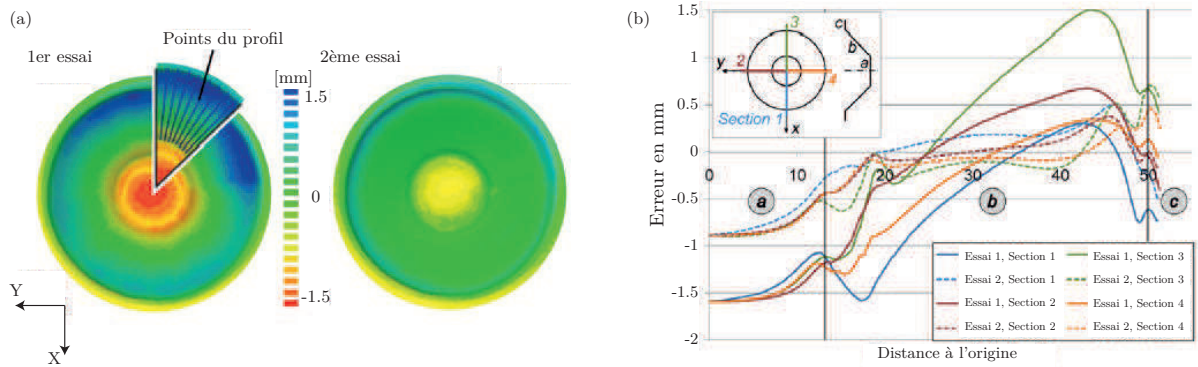 (a)
1er essai
Points du profil
2ème essai
[mm]
1.5
0
-1.5
Y
X
(b)
Erreur en mm
1.5
1
0.5
0
-0.5
-1
-1.5
-2
0
10
20
30
40
50
3
c
b
2
y
4
a
Section 1
x
a
b
c
Essai 1, Section 1
Essai 1, Section 3
Essai 2, Section 1
Essai 2, Section 3
Essai 1, Section 2
Essai 1, Section 4
Essai 2, Section 2
Essai 2, Section 4
Distance à l'origine